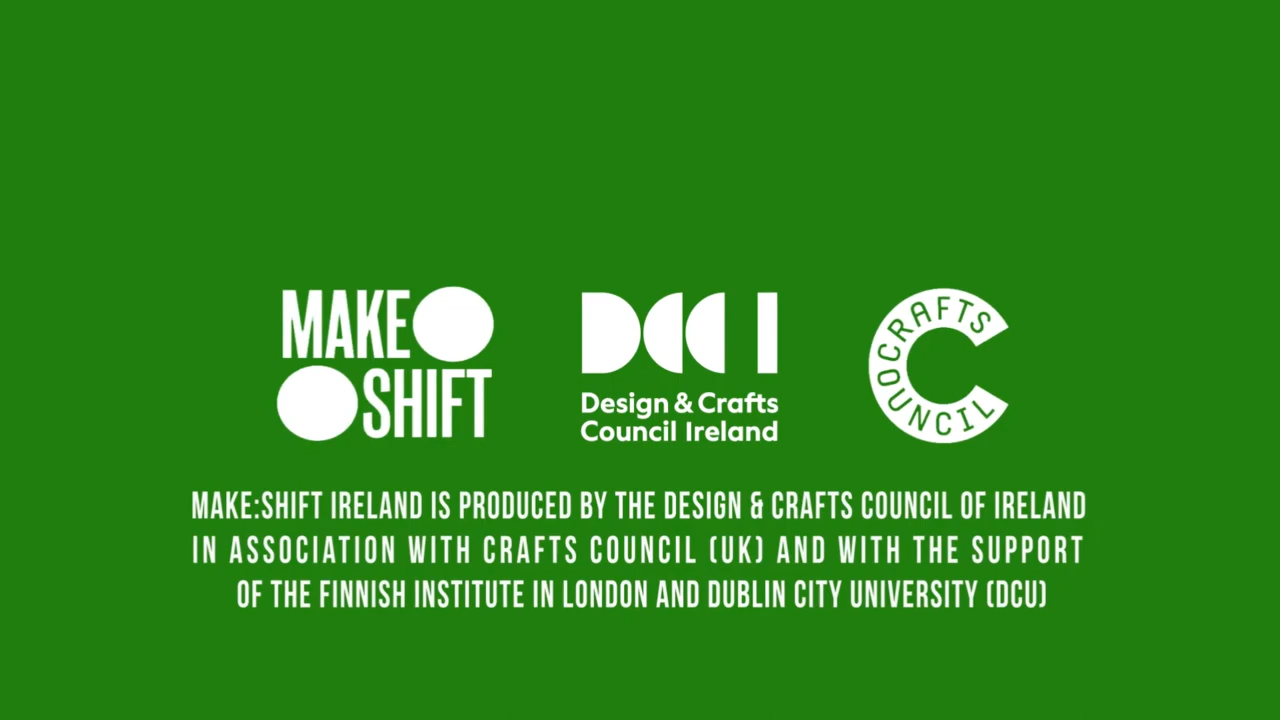 MAKE
SHIFT
DCCI
Design & Crafts
Council Ireland
CRAFTS
COUNCIL
MAKE:SHIFT IRELAND IS PRODUCED BY THE DESIGN & CRAFTS COUNCIL OF IRELAND
IN ASSOCIATION WITH CRAFTS COUNCIL (UK) AND WITH THE SUPPORT
OF THE FINNISH INSTITUTE IN LONDON AND DUBLIN CITY UNIVERSITY (DCU)